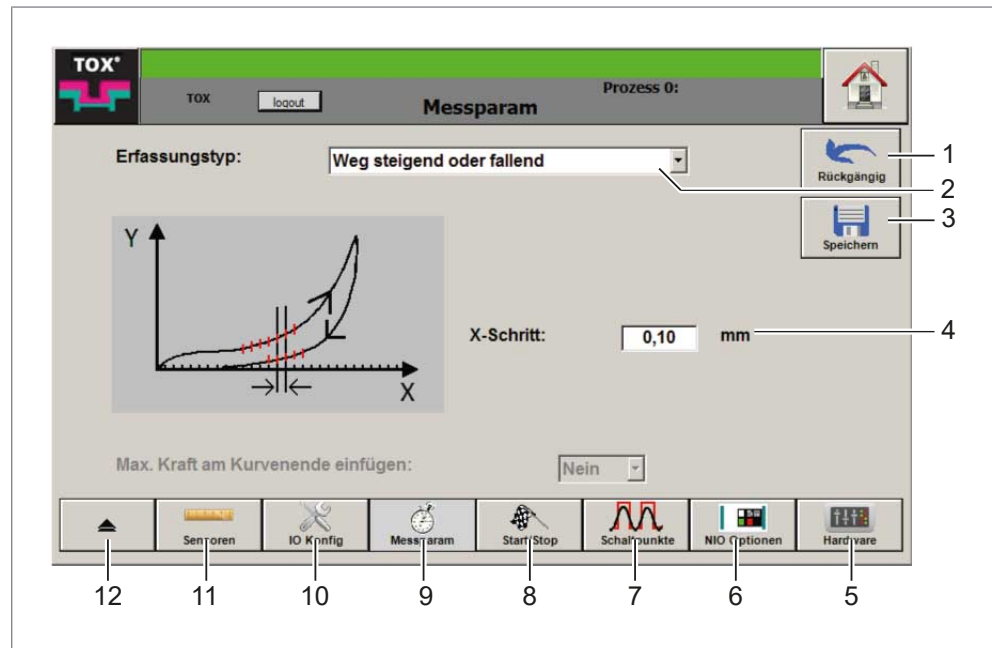 TOX®
TOX
logout
Messparam
Prozess 0:
Erfassungstyp:
Weg steigend oder fallend
Rückgängig
1
2
Speichern
3
Y
X
X-Schritt:
0,10
mm
4
Max. Kraft am Kurvenende einfügen:
Nein
Sensoren
IO Konfig
Messparam
Start/Stop
Schaltpunkte
NIO Optionen
Hardware
12
11
10
9
8
7
6
5